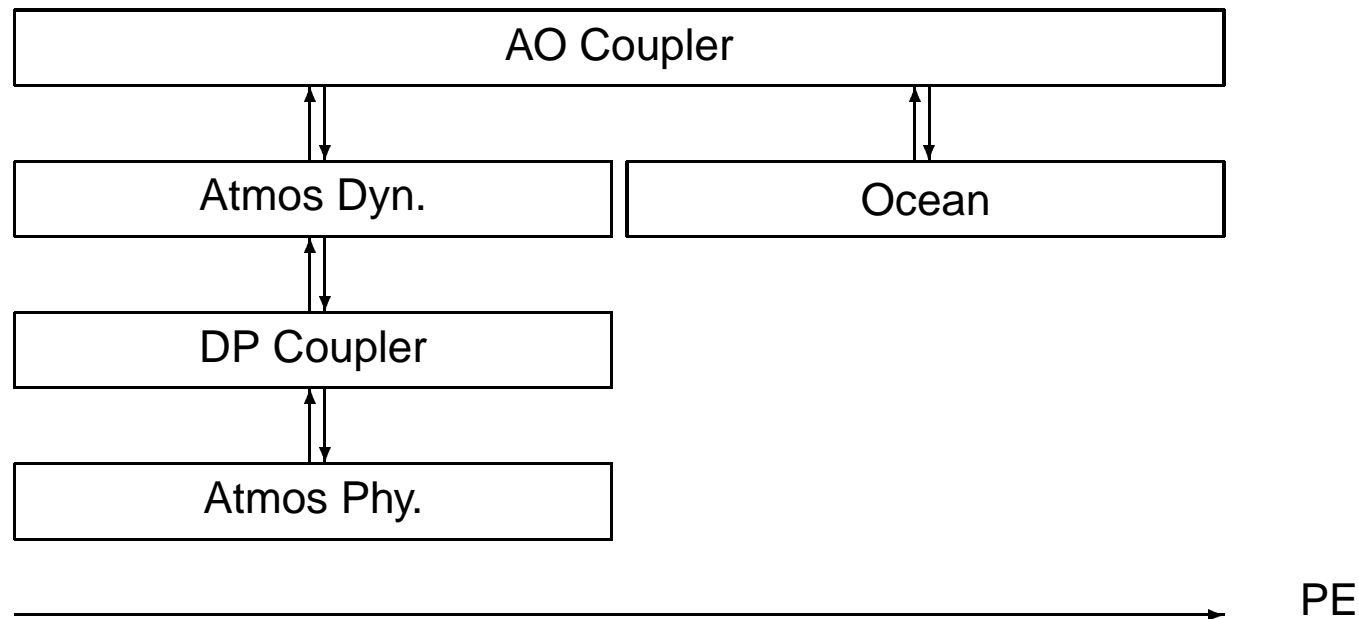 AO Coupler
Atmos Dyn.
Ocean
DP Coupler
Atmos Phy.
PE